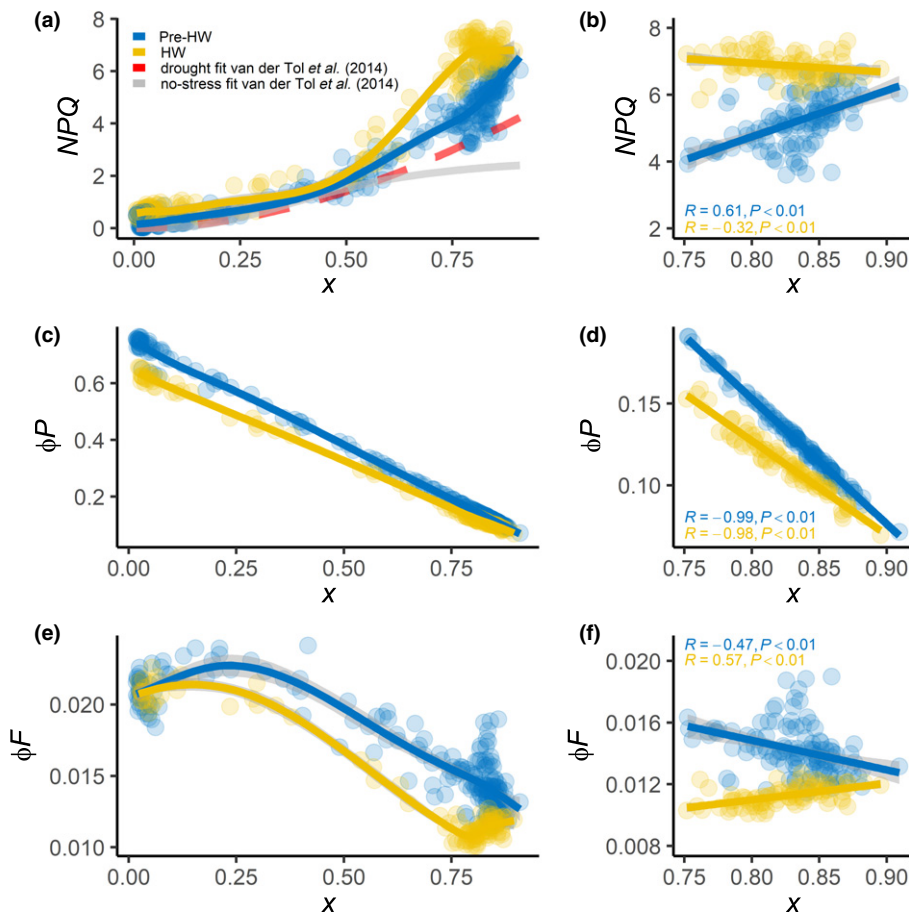 (a)
8
6
4
2
0
NPQ
Pre-HW
HW
drought fit van der Tol et al. (2014)
no-stress fit van der Tol et al. (2014)
0.00 0.25 0.50 0.75
x
(b)
8
6
4
2
NPQ
R = 0.61, P < 0.01
R = −0.32, P < 0.01
0.75 0.80 0.85 0.90
x
(c)
0.6
0.4
0.2
ϕP
0.00 0.25 0.50 0.75
x
(d)
0.15
0.10
ϕP
R = −0.99, P < 0.01
R = −0.98, P < 0.01
0.75 0.80 0.85 0.90
x
(e)
0.020
0.015
0.010
ϕF
0.00 0.25 0.50 0.75
x
(f)
R = −0.47, P < 0.01
R = 0.57, P < 0.01
0.020
0.016
0.012
0.008
ϕF
0.75 0.80 0.85 0.90
x